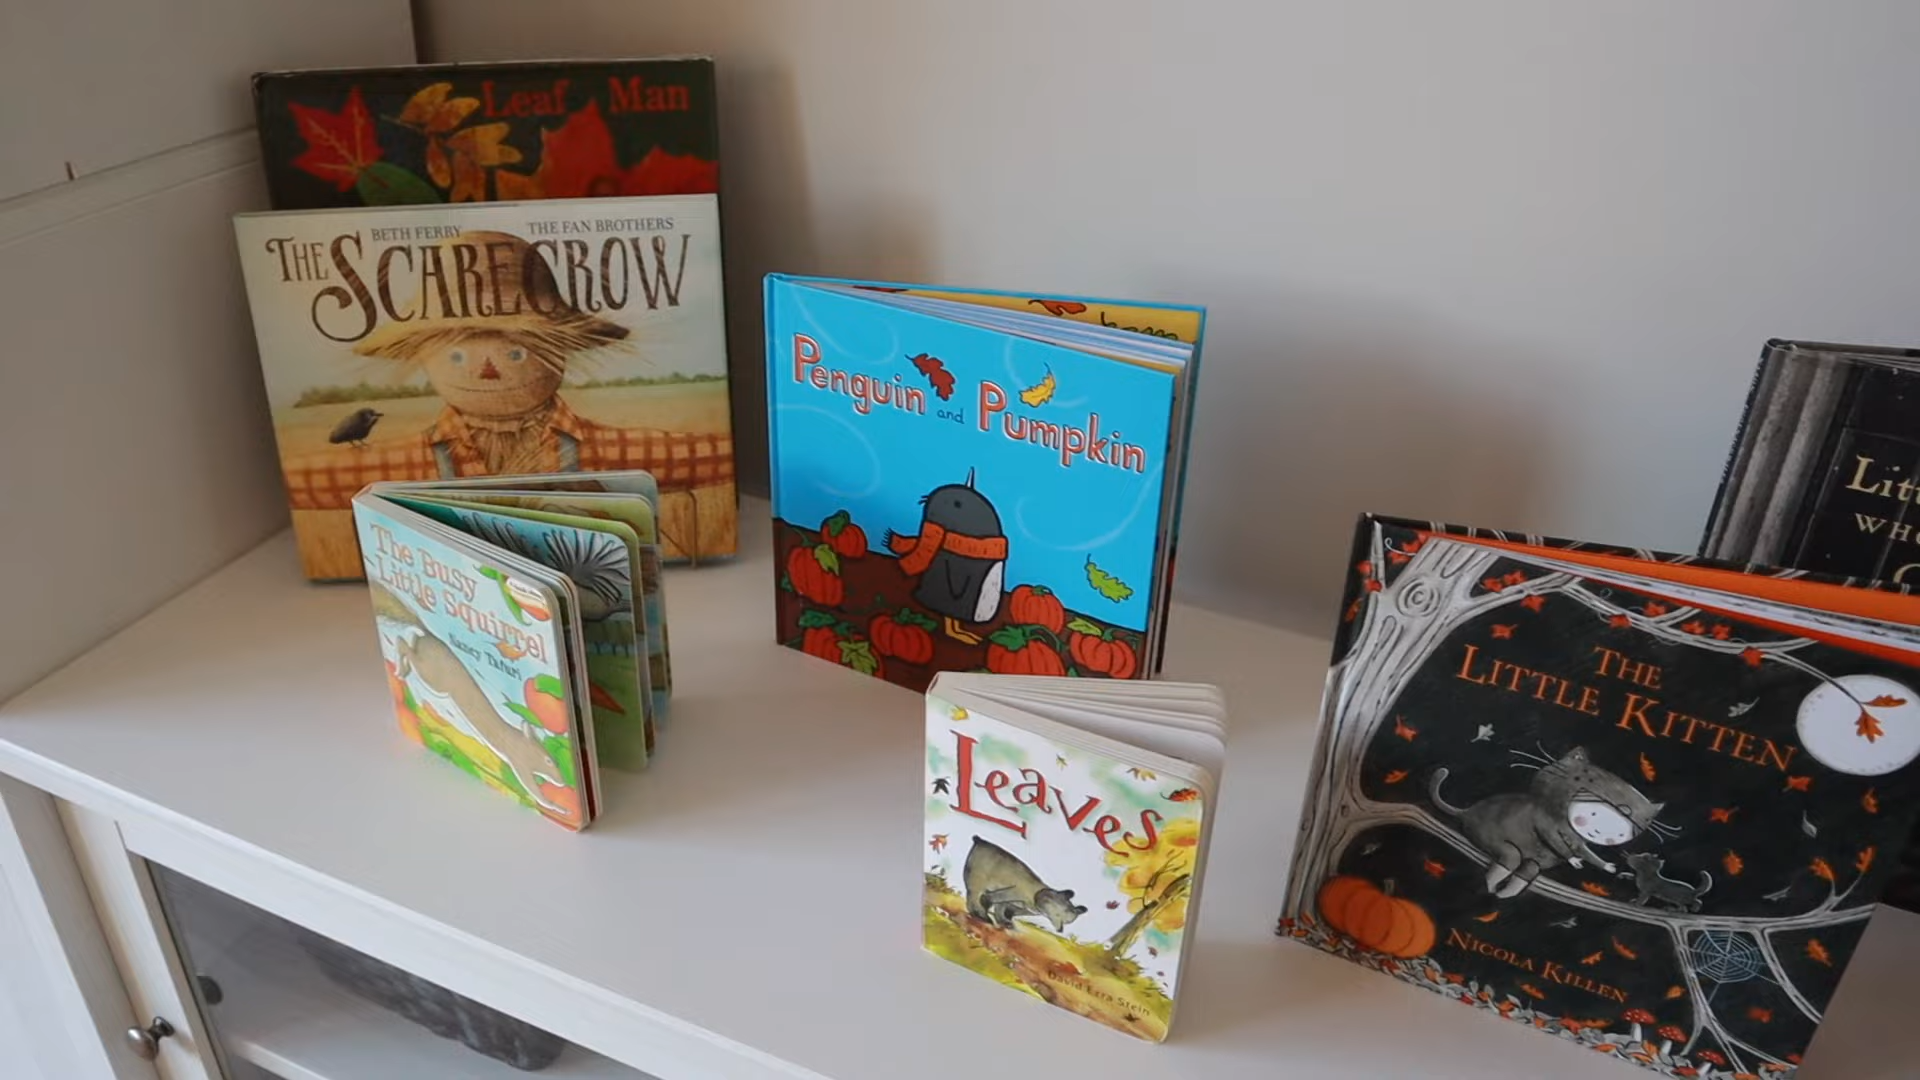 Leaf Man
BETH FERRY THE FAN BROTHERS
THE SCARECROW
Penguin and Pumpkin
The Busy
Little Squirrel
Nancy Tafuri
Leaves
David Ezra Stein
THE
LITTLE KITTEN
NICOLA KILLEN